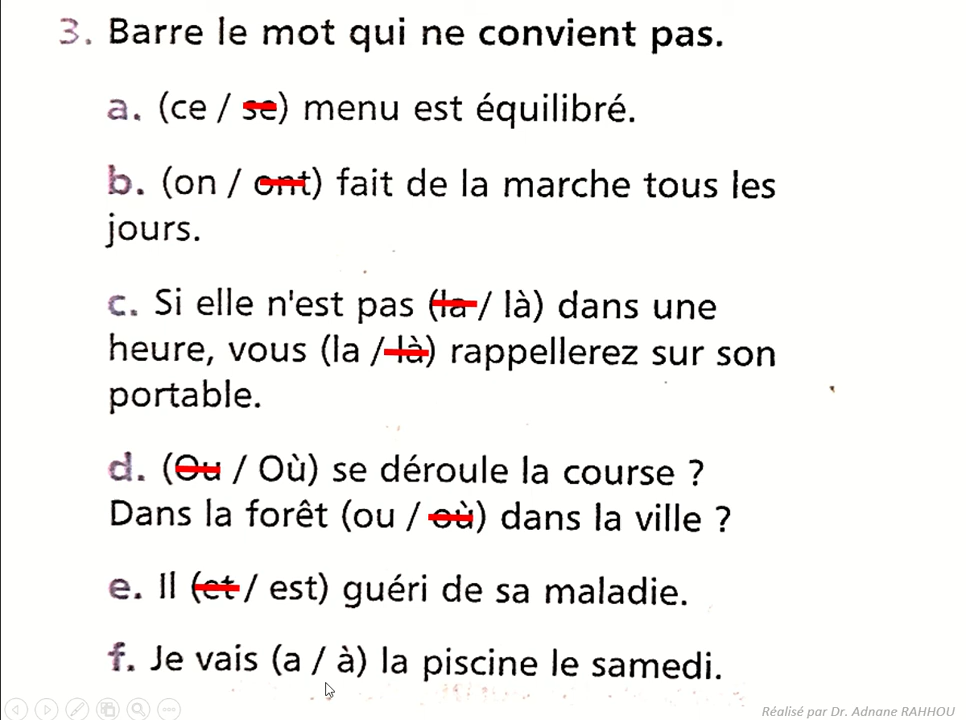 3. Barre le mot qui ne convient pas.
a. (ce / se) menu est équilibré.
b. (on / ont) fait de la marche tous les
jours.
c. Si elle n'est pas (la / là) dans une
heure, vous (la / là) rappellerez sur son
portable.
d. (Ou / Où) se déroule la course ?
Dans la forêt (ou / où) dans la ville ?
e. Il (et / est) guéri de sa maladie.
f. Je vais (a / à) la piscine le samedi.
Réalisé par Dr. Adnane RAHHOU